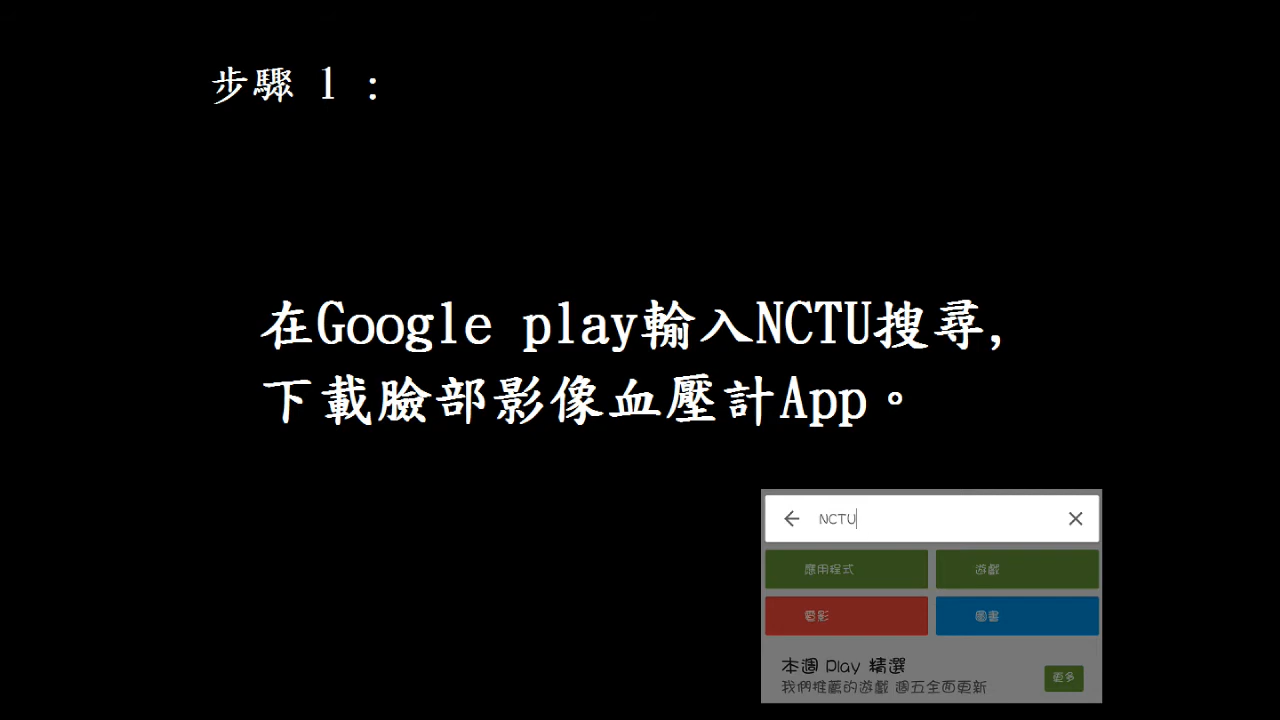 步驟 1 :
在Google play輸入NCTU搜尋,
下載臉部影像血壓計App。
NCTU
應用程式 遊戲
電影 圖書
本週 Play 精選
我們推薦的遊戲 週五全面更新
更多